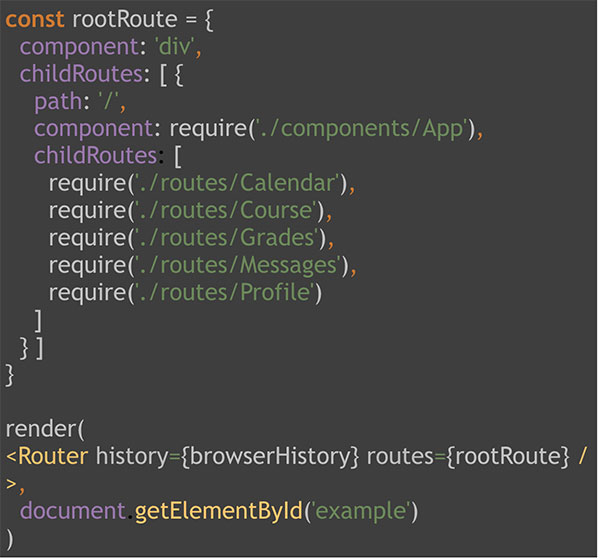 const rootRoute = {
component: 'div',
childRoutes: [ {
path: '/',
component: require('./components/App'),
childRoutes: [
require('./routes/Calendar'),
require('./routes/Course'),
require('./routes/Grades'),
require('./routes/Messages'),
require('./routes/Profile')
]
} ]
}
render(
<Router history={browserHistory} routes={rootRoute} /
>,
document.getElementById('example')
)